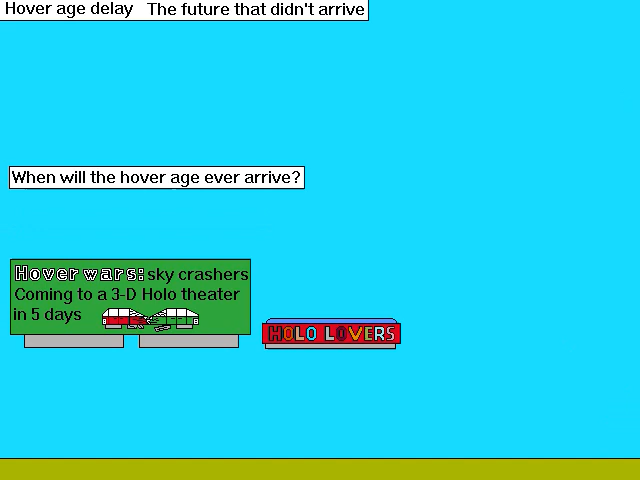 Hover age delay The future that didn't arrive
When will the hover age ever arrive?
Hover wars: sky crashers
Coming to a 3-D Holo theater
in 5 days
HOLO LOVERS